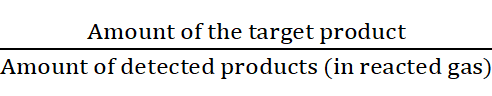 Amount of the target product
Amount of detected products (in reacted gas)